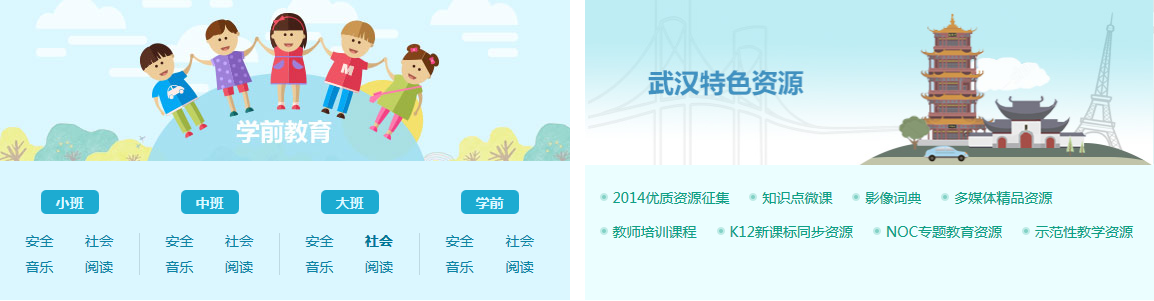 学前教育
小班 中班 大班 学前
安全 社会 安全 社会 安全 社会 安全 社会
音乐 阅读 音乐 阅读 音乐 阅读 音乐 阅读
武汉特色资源
2014优质资源征集 知识点微课 影像词典 多媒体精品资源
教师培训课程 K12新课标同步资源 NOC专题教育资源 示范性教学资源
M